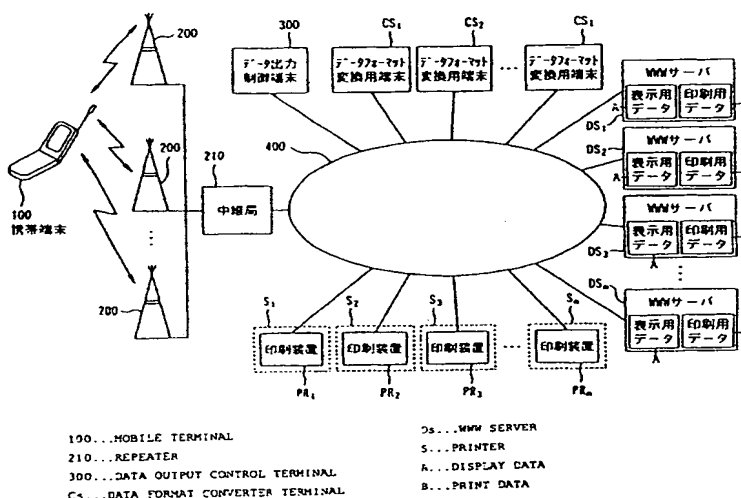 300
CS1
CS2
CS1
200
データ出力
制御端末
データフォーマット
変換用端末
データフォーマット
変換用端末
...
データフォーマット
変換用端末
WWWサーバ
表示用
データ
印刷用
データ
A
DS1
200
210
400
DS2
WWWサーバ
表示用
データ
印刷用
データ
A
100
携帯端末
中継局
WWWサーバ
表示用
データ
印刷用
データ
DS3
A
200
S1
S2
S3
Sn
DSm
WWWサーバ
表示用
データ
印刷用
データ
A
印刷装置
印刷装置
印刷装置
...
印刷装置
PR1
PR2
PR3
PRn
100...MOBILE TERMINAL
210...REPEATER
300...DATA OUTPUT CONTROL TERMINAL
Cs...DATA FORMAT CONVERTER TERMINAL
Ds...WWW SERVER
S...PRINTER
A...DISPLAY DATA
B...PRINT DATA